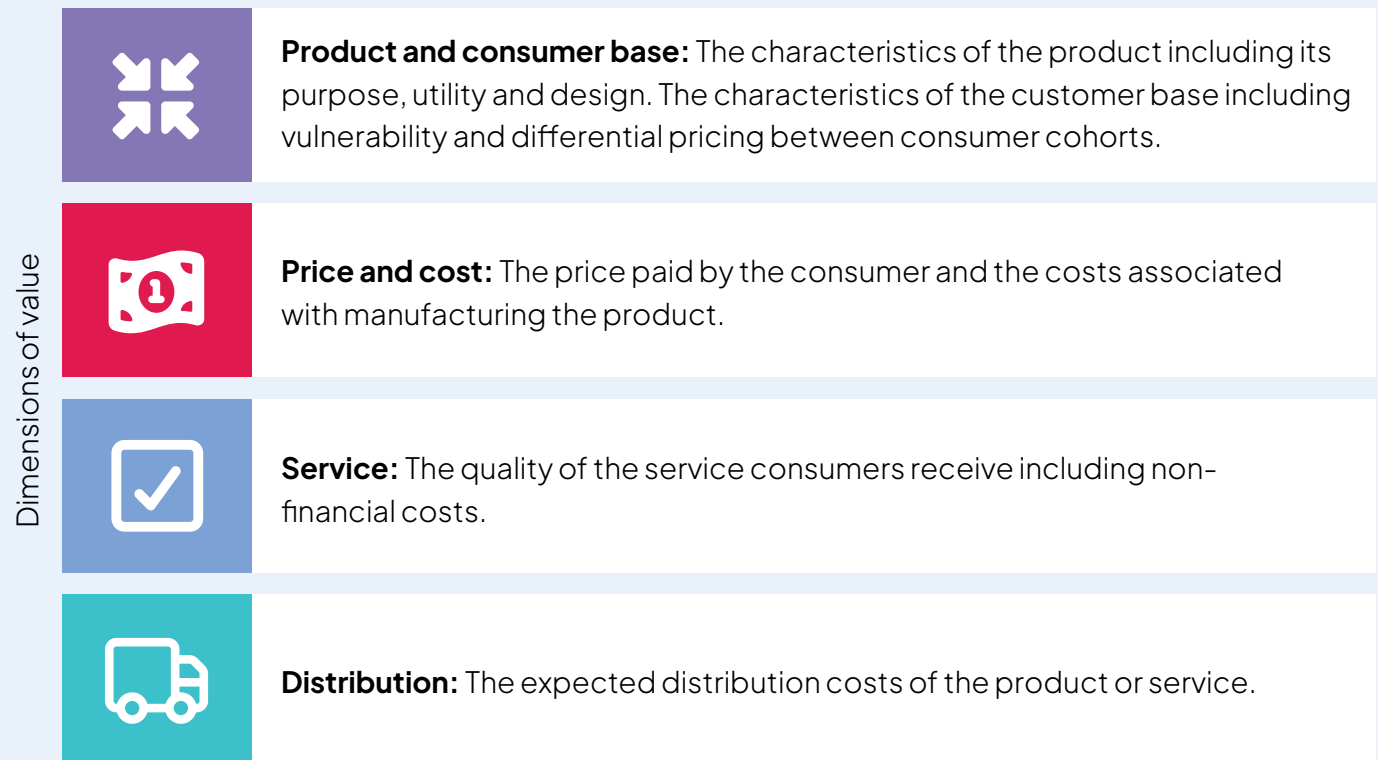 Dimensions of value
Product and consumer base: The characteristics of the product including its
purpose, utility and design. The characteristics of the customer base including
vulnerability and differential pricing between consumer cohorts.
1
Price and cost: The price paid by the consumer and the costs associated
with manufacturing the product.
Service: The quality of the service consumers receive including non-
financial costs.
Distribution: The expected distribution costs of the product or service.